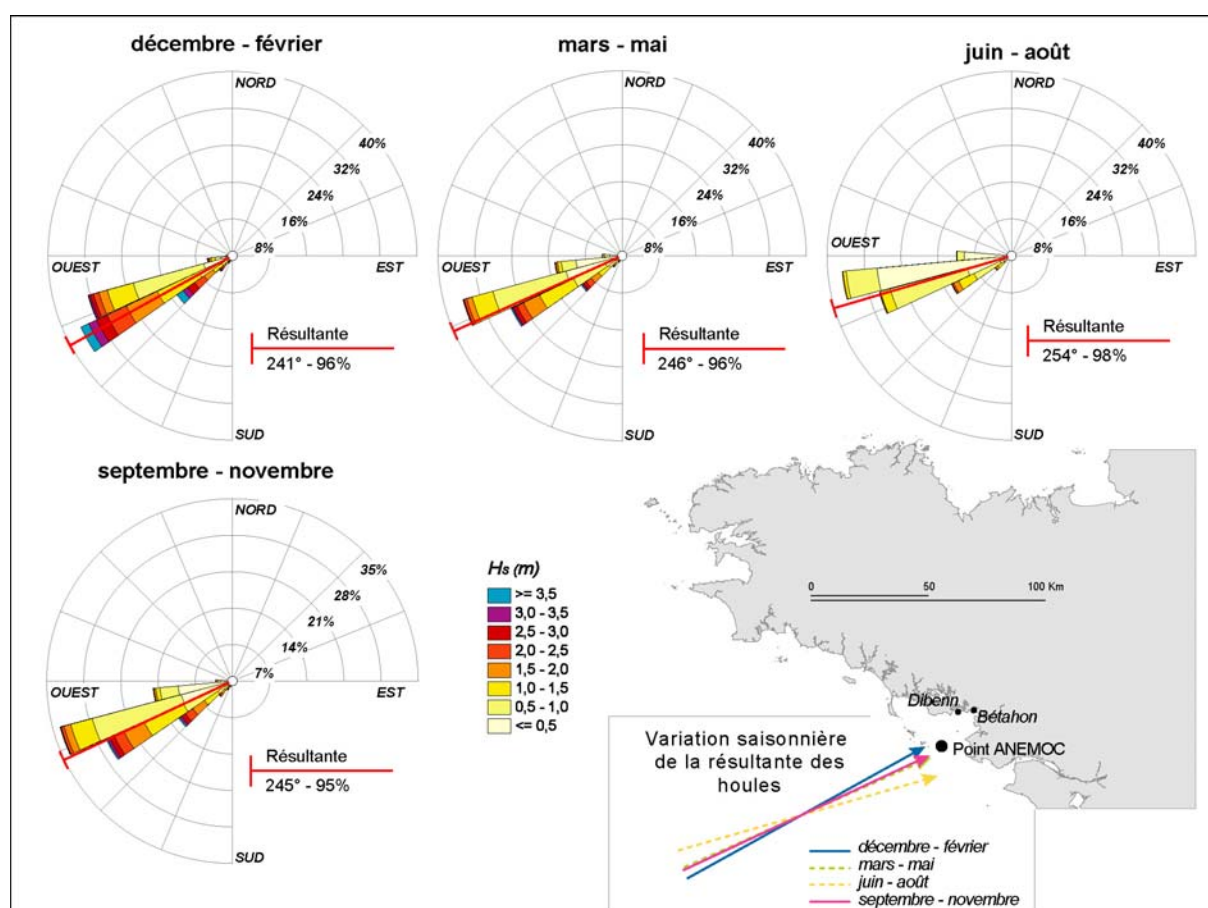 décembre - février
NORD
40%
32%
24%
16%
8%
OUEST
EST
Résultante
241° - 96%
SUD
mars - mai
NORD
40%
32%
24%
16%
8%
OUEST
EST
Résultante
246° - 96%
SUD
juin - août
NORD
40%
32%
24%
16%
8%
OUEST
EST
Résultante
254° - 98%
SUD
septembre - novembre
NORD
35%
28%
21%
14%
7%
OUEST
EST
Résultante
245° - 95%
SUD
Hs (m)
>= 3,5
3,0 - 3,5
2,5 - 3,0
2,0 - 2,5
1,5 - 2,0
1,0 - 1,5
0,5 - 1,0
<= 0,5
0 50 100 Km
Dibenn
Bétahon
Point ANEMOC
Variation saisonnière
de la résultante des
houles
décembre - février
mars - mai
juin - août
septembre - novembre